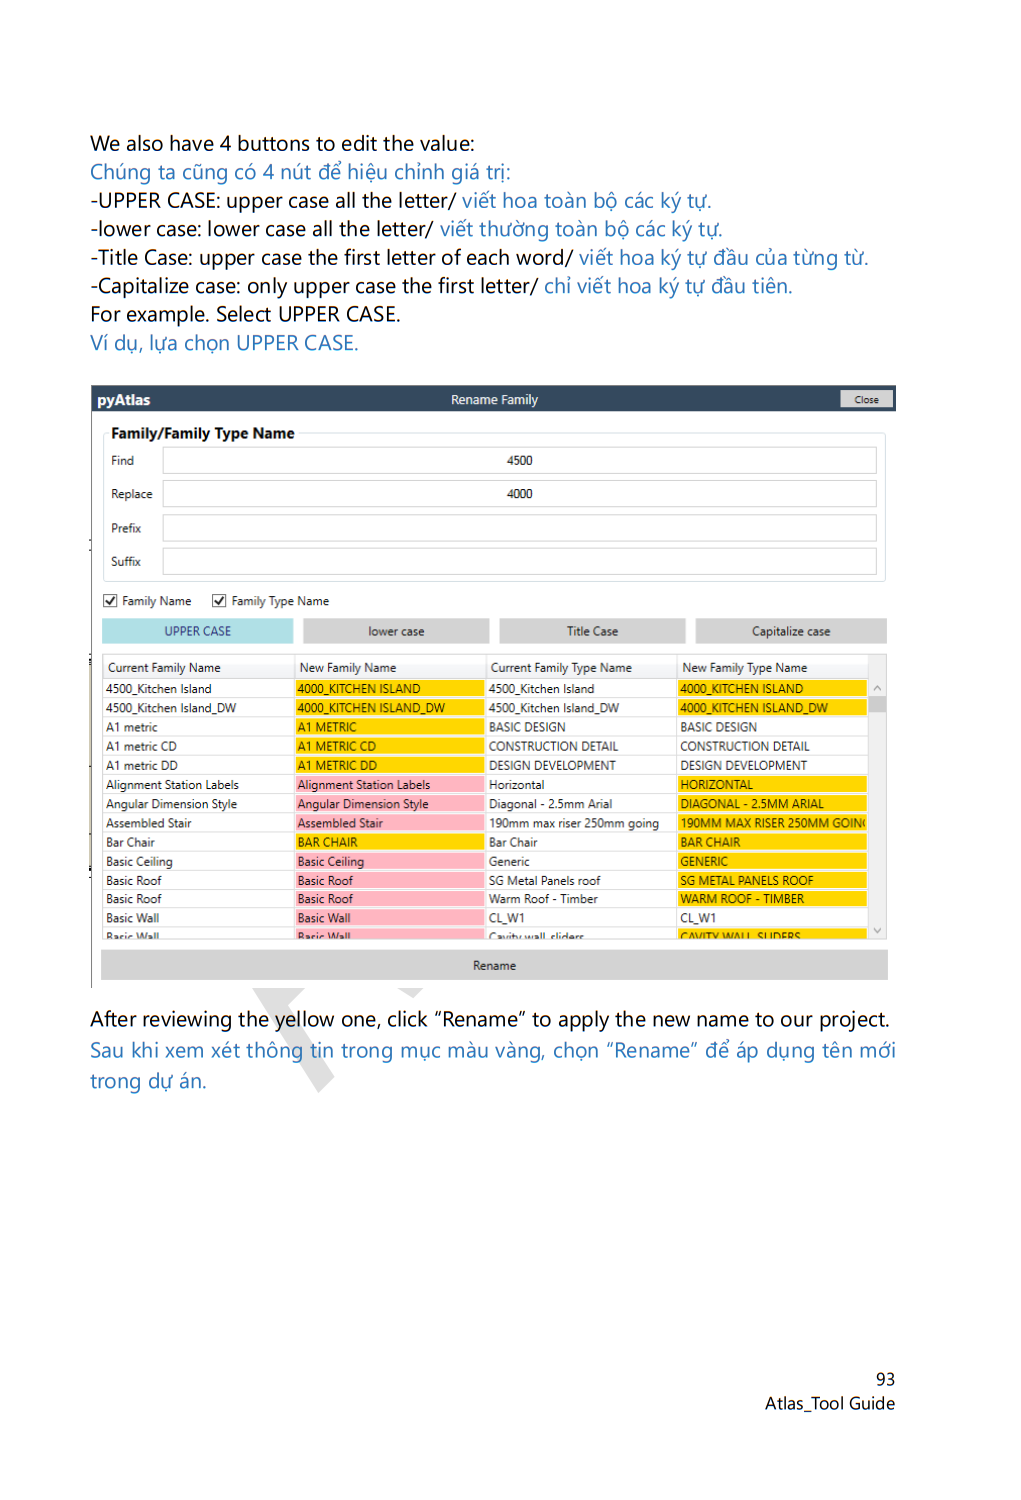 We also have 4 buttons to edit the value:
Chúng ta cũng có 4 nút để hiệu chỉnh giá trị:
-UPPER CASE: upper case all the letter/ viết hoa toàn bộ các ký tự.
-lower case: lower case all the letter/ viết thường toàn bộ các ký tự.
-Title Case: upper case the first letter of each word/ viết hoa ký tự đầu của từng từ.
-Capitalize case: only upper case the first letter/ chỉ viết hoa ký tự đầu tiên.
For example. Select UPPER CASE.
Ví dụ, lựa chọn UPPER CASE.
pyAtlas Rename Family Close
Family/Family Type Name
Find 4500
Replace 4000
Prefix
Suffix
Family Name Family Type Name
UPPER CASE lower case Title Case Capitalize case
Current Family Name New Family Name Current Family Type Name New Family Type Name
4500_Kitchen Island 4000_KITCHEN ISLAND 4500_Kitchen Island 4000_KITCHEN ISLAND
4500_Kitchen Island_DW 4000_KITCHEN ISLAND_DW 4500_Kitchen Island_DW 4000_KITCHEN ISLAND_DW
A1 metric A1 METRIC BASIC DESIGN BASIC DESIGN
A1 metric CD A1 METRIC CD CONSTRUCTION DETAIL CONSTRUCTION DETAIL
A1 metric DD A1 METRIC DD DESIGN DEVELOPMENT DESIGN DEVELOPMENT
Alignment Station Labels Alignment Station Labels Horizontal HORIZONTAL
Angular Dimension Style Angular Dimension Style Diagonal - 2.5mm Arial DIAGONAL - 2.5MM ARIAL
Assembled Stair Assembled Stair 190mm max riser 250mm going 190MM MAX RISER 250MM GOING
Bar Chair BAR CHAIR Bar Chair BAR CHAIR
Basic Ceiling Basic Ceiling Generic GENERIC
Basic Roof Basic Roof SG Metal Panels roof SG METAL PANELS ROOF
Basic Roof Basic Roof Warm Roof - Timber WARM ROOF - TIMBER
Basic Wall Basic Wall CL_W1 CL_W1
Basic Wall Basic Wall Cavity wall_sliders CAVITY WALL_SLIDERS
Rename
After reviewing the yellow one, click “Rename” to apply the new name to our project.
Sau khi xem xét thông tin trong mục màu vàng, chọn “Rename” để áp dụng tên mới
trong dự án.
93
Atlas_Tool Guide